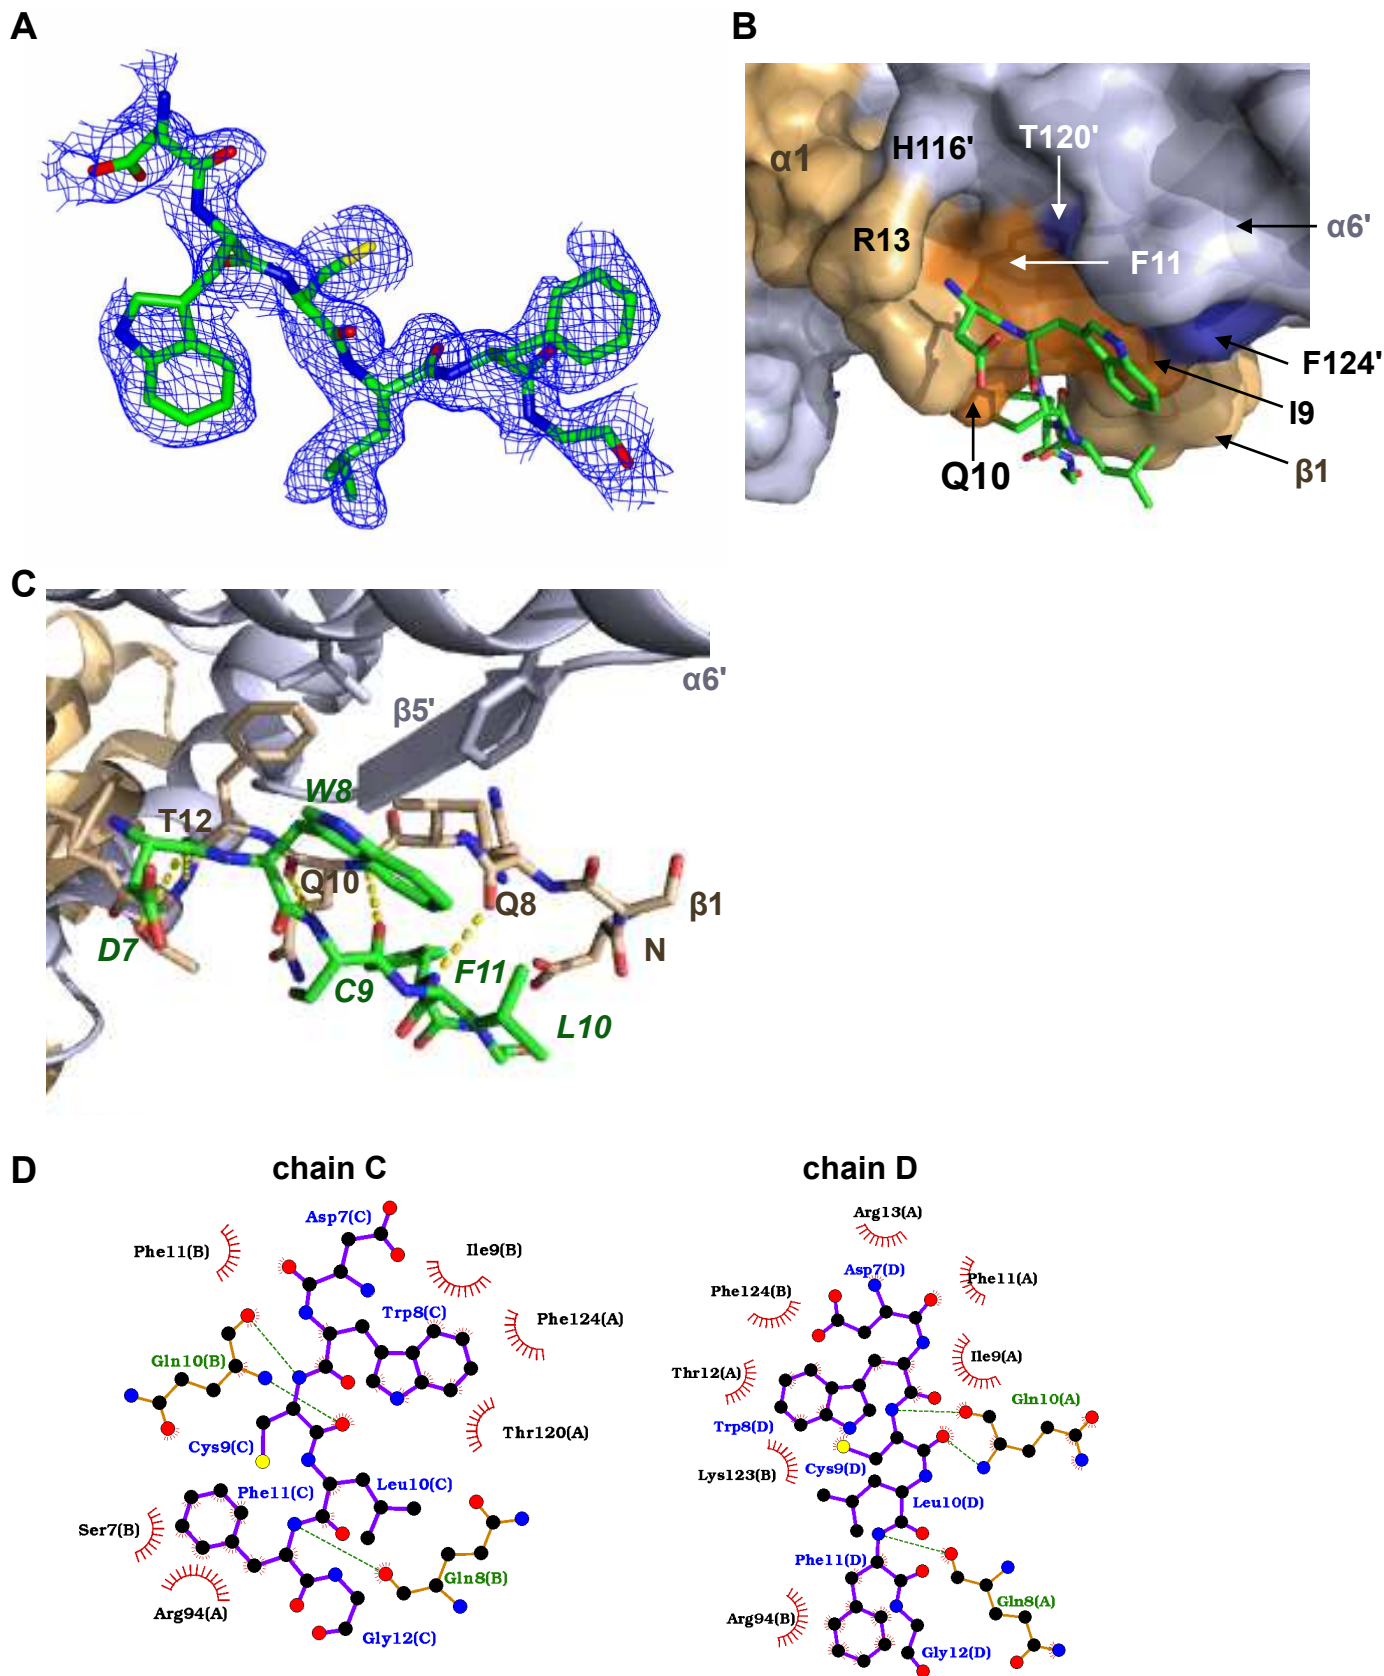 A
B
α1
H116'
T120'
α6'
R13
F11
F124'
I9
Q10
β1
C
α6'
β5'
W8
T12
Q10
Q8
β1
D7
N
F11
C9
L10
D
chain C
chain D
Asp7(C)
Phe11(B)
Ile9(B)
Trp8(C)
Phe124(A)
Gln10(B)
Thr120(A)
Cys9(C)
Leu10(C)
Phe11(C)
Ser7(B)
Gln8(B)
Arg94(A)
Gly12(C)
Arg13(A)
Asp7(D)
Phe11(A)
Phe124(B)
Ile9(A)
Thr12(A)
Gln10(A)
Trp8(D)
Cys9(D)
Lys123(B)
Leu10(D)
Phe11(D)
Gln8(A)
Arg94(B)
Gly12(D)